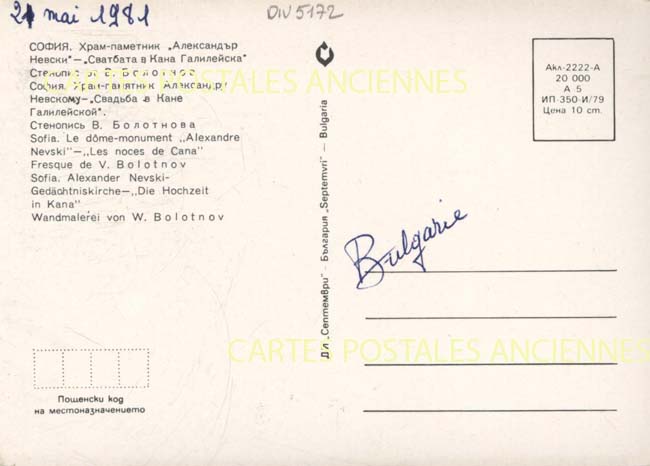 21 mai 1981
DIV 5172
СОФИЯ. Храм-паметник „Александър
Невски"—„Сватбата в Кана Галилейска"
Стенопис от В. Болотнов
София. Храм-памятник Александру
Невскому—„Свадьба в Кане
Галилейской".
Стенопись В. Болотнова
Sofia. Le dôme-monument „Alexandre
Nevski"—„Les noces de Cana"
Fresque de V. Bolotnov
Sofia. Alexander Nevski-
Gedächtniskirche—„Die Hochzeit
in Kana"
Wandmalerei von W. Bolotnov
Пощенски код
на местоназначението
ДП „Септември" — България „Septemvri" — Bulgaria
Акл-2222-А
20 000
А 5
ИП-350-И/79
Цена 10 ст.
Bulgarie
CARTES POSTALES ANCIENNES
CARTES POSTALES ANCIENNES